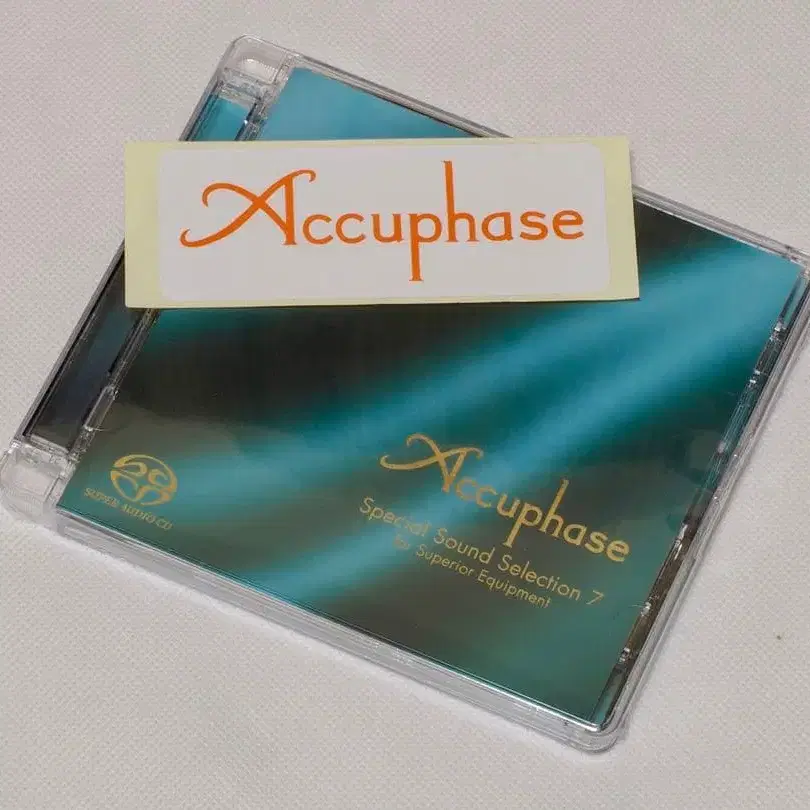 Accuphase
Accuphase
Special Sound Selection 7
for Superior Equipment
SUPER AUDIO CD